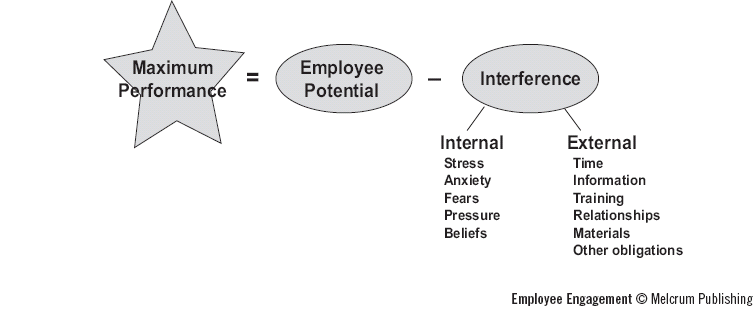 Maximum
Performance
=
Employee
Potential
–
Interference
Internal
Stress
Anxiety
Fears
Pressure
Beliefs
External
Time
Information
Training
Relationships
Materials
Other obligations
Employee Engagement © Melcrum Publishing